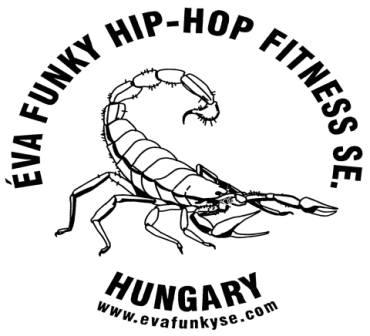 ÉVA FUNKY HIP-HOP FITNESS SE.
HUNGARY
www.evafunkyse.com